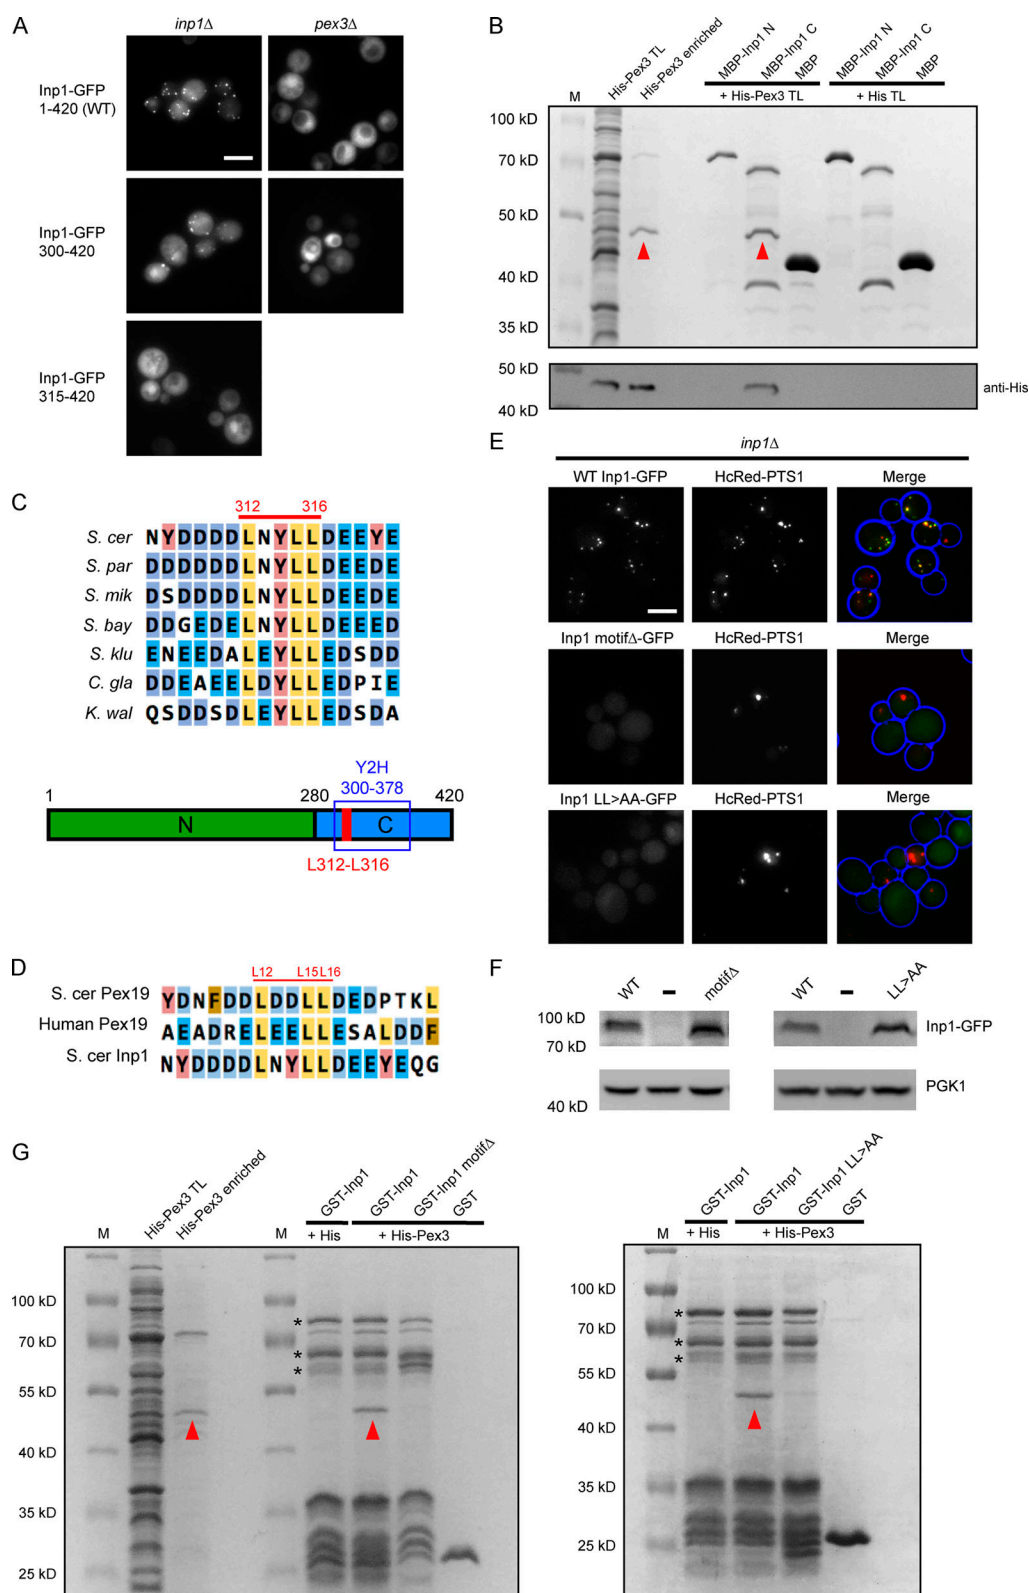 A
inp1Δ
pex3Δ
Inp1-GFP
1-420 (WT)
Inp1-GFP
300-420
Inp1-GFP
315-420
B
M
His-Pex3 TL
His-Pex3 enriched
MBP-Inp1 N
MBP-Inp1 C
MBP
MBP-Inp1 N
MBP-Inp1 C
MBP
+ His-Pex3 TL
+ His TL
100 kD
70 kD
50 kD
40 kD
35 kD
50 kD
40 kD
anti-His
C
312 316
S. cer NYDDDDLNYLLDEEYE
S. par DDDDDDLNYLLDEEDE
S. mik DSDDDDLNYLLDEEDE
S. bay DDGEDELNYLLDEEED
S. klu ENEEDALEYLLEDSDD
C. gla DDEAEELDYLLEDPIE
K. wal QSDDSDLEYLLEDSDA
Y2H
300-378
1 280 420
N C
L312-L316
D
L12 L15L16
S. cer Pex19 YDNFDDLDDLLDEDPTKL
Human Pex19 AEADRELEELLESALDDF
S. cer Inp1 NYDDDDLNYLLDEEYEQG
E
inp1Δ
WT Inp1-GFP HcRed-PTS1 Merge
Inp1 motifΔ-GFP HcRed-PTS1 Merge
Inp1 LL>AA-GFP HcRed-PTS1 Merge
F
WT – motifΔ
WT – LL>AA
100 kD
70 kD
Inp1-GFP
PGK1
40 kD
G
M
His-Pex3 TL
His-Pex3 enriched
M
GST-Inp1
GST-Inp1
GST-Inp1 motifΔ
GST
+ His
+ His-Pex3
100 kD
70 kD
55 kD
40 kD
35 kD
25 kD
*
*
*
M
GST-Inp1
GST-Inp1
GST-Inp1 LL>AA
GST
+ His
+ His-Pex3
100 kD
70 kD
55 kD
40 kD
35 kD
25 kD
*
*
*